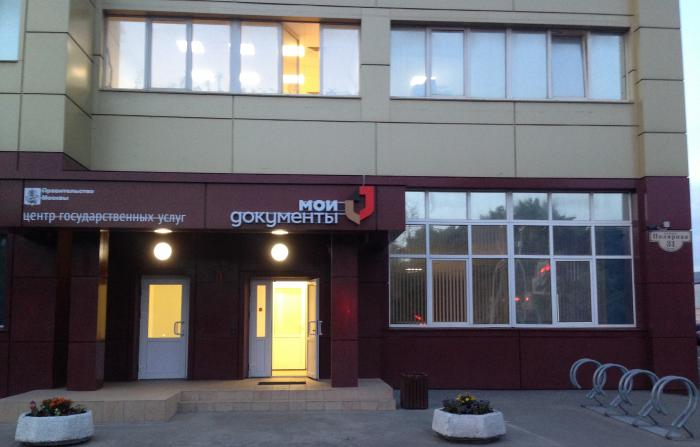 Правительство
Москвы
центр государственных услуг
мои
документы
Полярная
31